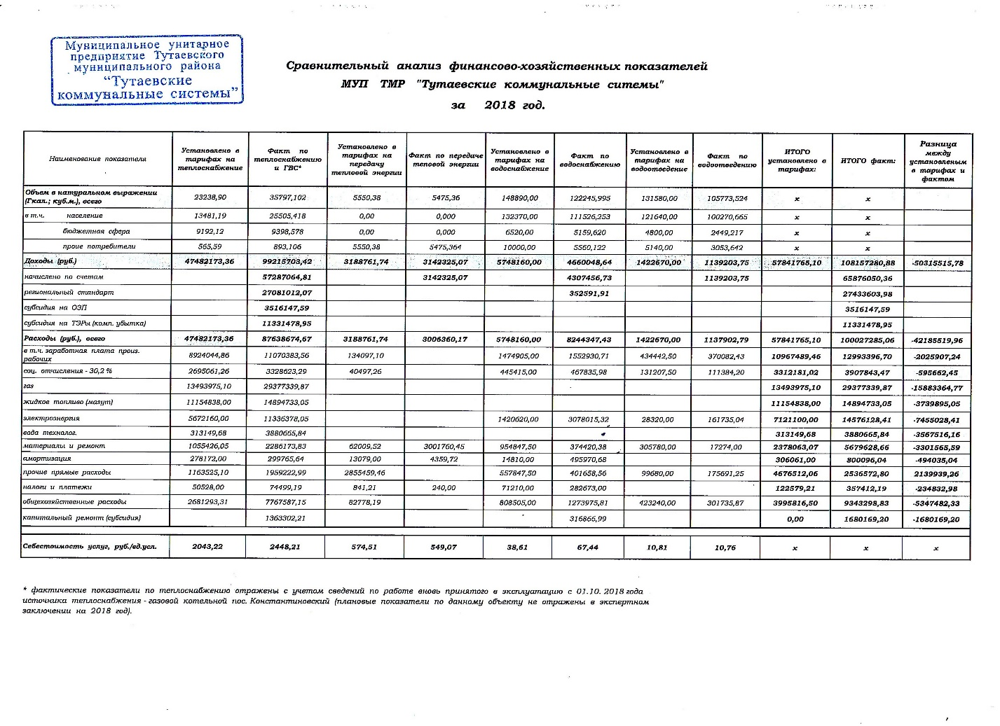 Муниципальное унитарное
предприятие Тутаевского
муниципального района
“Тутаевские
коммунальные системы”
Сравнительный анализ финансово-хозяйственных показателей
МУП ТМР "Тутаевские коммунальные ситемы"
за 2018 год.
Наименование показателя | Установлено в тарифах на теплоснабжение | Факт по теплоснабжению и ГВС* | Установлено в тарифах на передачу тепловой энергии | Факт по передаче теповой энергии | Установлено в тарифах на водоснабжение | Факт по водоснабжению | Установлено в тарифах на водоотведение | Факт по водоотведению | ИТОГО установлено в тарифах: | ИТОГО факт: | Разница между установленым в тарифах и фактом
Объем в натуральном выражении (Гкал.; куб.м.), всего | 23238,90 | 35797,102 | 5550,38 | 5475,36 | 148890,00 | 122245,995 | 131580,00 | 105773,524 | х | х
в т.ч. население | 13481,19 | 25505,418 | 0,00 | 0,000 | 132370,00 | 111526,253 | 121640,00 | 100270,665 | х | х
бюджетная сфера | 9192,12 | 9398,578 | 0,00 | 0,000 | 6520,00 | 5159,620 | 4800,00 | 2449,217 | х | х
проие потребители | 565,59 | 893,106 | 5550,38 | 5475,364 | 10000,00 | 5560,122 | 5140,00 | 3053,642 | х | х
Доходы (руб.) | 47482173,36 | 99215703,42 | 3188761,74 | 3142325,07 | 5748160,00 | 4660048,64 | 1422670,00 | 1139203,75 | 57841765,10 | 108157280,88 | -50315515,78
начислено по счетам | 57287064,81 | 3142325,07 | 4307456,73 | 1139203,75 | 65876050,36
региональный стандарт | 27081012,07 | 352591,91 | 27433603,98
субсидия на ОЗП | 3516147,59 | 3516147,59
субсидия на ТЭРы (комп. убытка) | 11331478,95 | 11331478,95
Расходы (руб.), всего | 47482173,36 | 87638674,67 | 3188761,74 | 3006360,17 | 5748160,00 | 8244347,43 | 1422670,00 | 1137902,79 | 57841765,10 | 100027285,06 | -42185519,96
в т.ч. заработная плата произ. рабочих | 8924044,86 | 11070383,56 | 134097,10 | 1474905,00 | 1552930,71 | 434442,50 | 370082,43 | 10967489,46 | 12993396,70 | -2025907,24
соц. отчисления - 30,2 % | 2695061,26 | 3328623,29 | 40497,26 | 445415,00 | 467835,98 | 131207,50 | 111384,20 | 3312181,02 | 3907843,47 | -595662,45
газ | 13493975,10 | 29377339,87 | 13493975,10 | 29377339,87 | -15883364,77
жидкое топливо (мазут) | 11154838,00 | 14894733,05 | 11154838,00 | 14894733,05 | -3739895,05
электроэнергия | 5672160,00 | 11336378,05 | 1420620,00 | 3078015,32 | 28320,00 | 161735,04 | 7121100,00 | 14576128,41 | -7455028,41
вода технолог. | 313149,68 | 3880665,84 | 313149,68 | 3880665,84 | -3567516,16
материалы и ремонт | 1055426,05 | 2286173,83 | 62009,52 | 3001760,45 | 954847,50 | 374420,38 | 305780,00 | 17274,00 | 2378063,07 | 5679628,66 | -3301565,59
амортизация | 278172,00 | 299765,64 | 13079,00 | 4359,72 | 14810,00 | 495970,68 | 306061,00 | 800096,04 | -494035,04
прочие прямые расходы | 1163525,10 | 1959222,99 | 2855459,46 | 557847,50 | 401658,56 | 99680,00 | 175691,25 | 4676512,06 | 2536572,80 | 2139939,26
налоги и платежи | 50528,00 | 74499,19 | 841,21 | 240,00 | 71210,00 | 282673,00 | 122579,21 | 357412,19 | -234832,98
общехозяйственные расходы | 2681293,31 | 7767587,15 | 82778,19 | 808505,00 | 1273975,81 | 423240,00 | 301735,87 | 3995816,50 | 9343298,83 | -5347482,33
капитальный ремонт (субсидия) | 1363302,21 | 316866,99 | 0,00 | 1680169,20 | -1680169,20
Себестоимость услуг, руб./ед.усл. | 2043,22 | 2448,21 | 574,51 | 549,07 | 38,61 | 67,44 | 10,81 | 10,76 | х | х | х
* фактические показатели по теплоснабжению отражены с учетом сведений по работе вновь принятого в эксплуатацию с 01.10. 2018 года
источника теплоснабжения - газовой котельной пос. Константиновский (плановые показатели по данному объекту не отражены в экспертном
заключении на 2018 год).